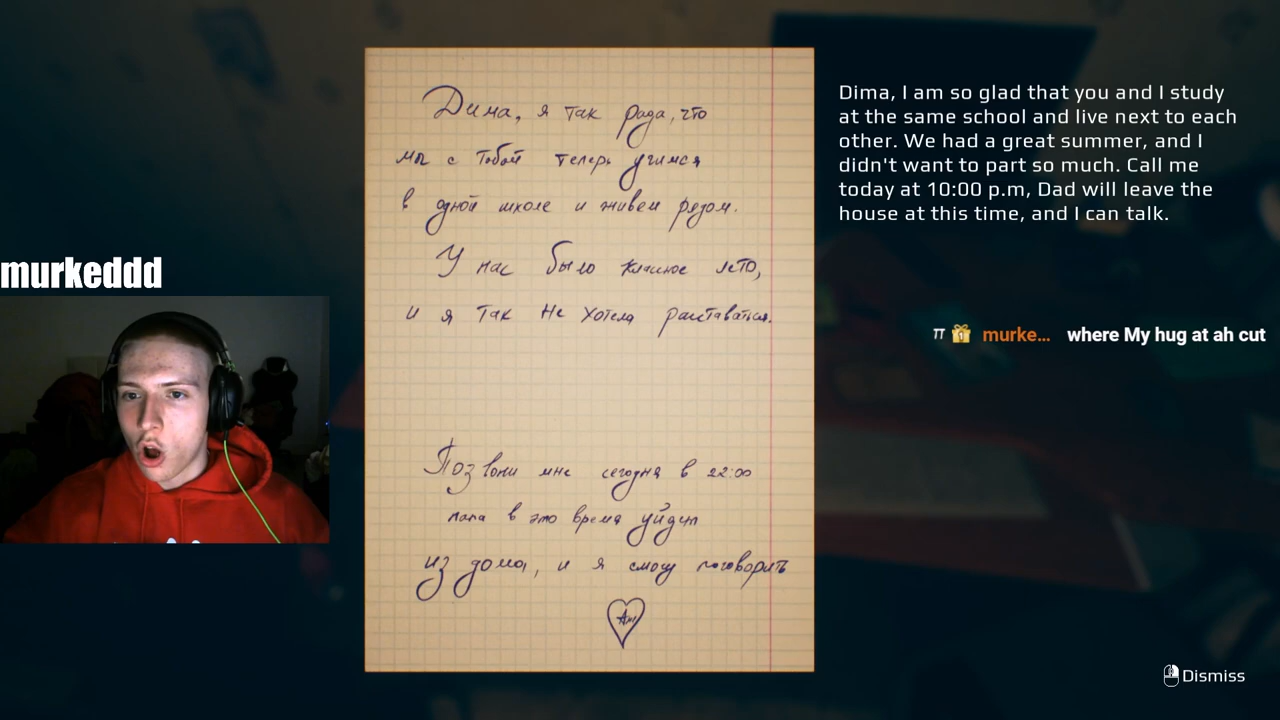 Дима, я так рада, что
мы с тобой теперь учимся
в одной школе и живем рядом.
У нас было классное лето,
и я так не хотела расставаться.
Позвони мне сегодня в 22:00
папа в это время уйдет
из дома, и я смогу поговорить
Dima, I am so glad that you and I study
at the same school and live next to each
other. We had a great summer, and I
didn't want to part so much. Call me
today at 10:00 p.m, Dad will leave the
house at this time, and I can talk.
murkeddd
murke... where My hug at ah cut
Dismiss